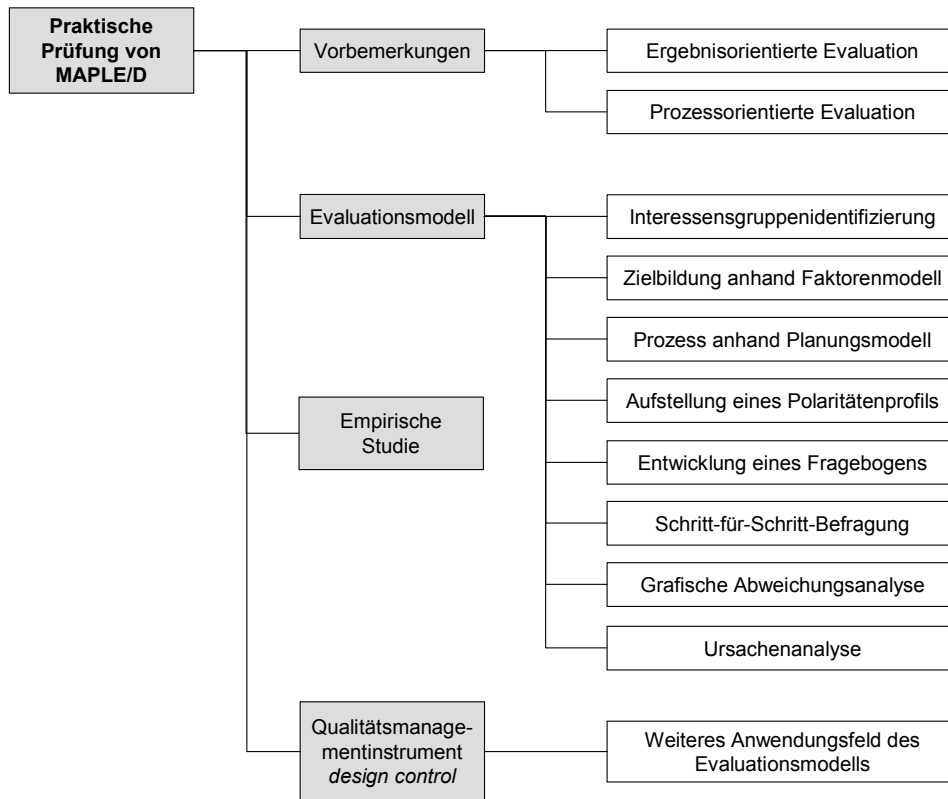 Praktische
Prüfung von
MAPLE/D
Vorbemerkungen
Ergebnisorientierte Evaluation
Prozessorientierte Evaluation
Evaluationsmodell
Interessensgruppenidentifizierung
Zielbildung anhand Faktorenmodell
Prozess anhand Planungsmodell
Aufstellung eines Polaritätenprofils
Entwicklung eines Fragebogens
Schritt-für-Schritt-Befragung
Grafische Abweichungsanalyse
Ursachenanalyse
Empirische
Studie
Qualitätsmanage-
mentinstrument
design control
Weiteres Anwendungsfeld des
Evaluationsmodells